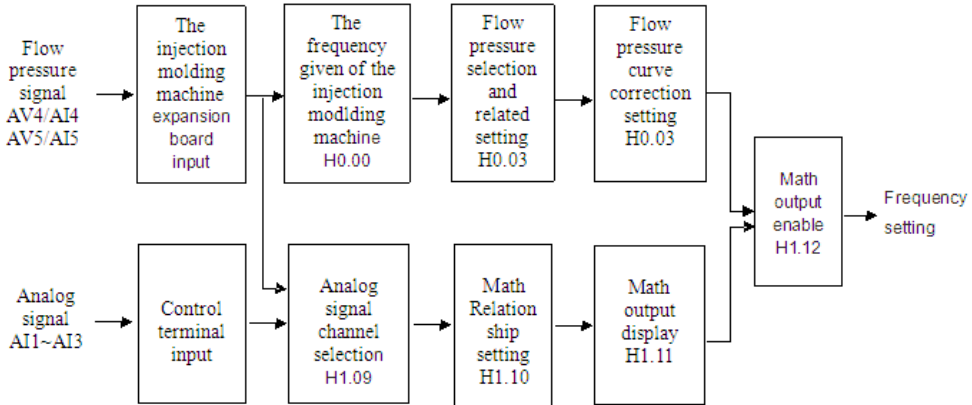 Flow
pressure
signal
AV4/AI4
AV5/AI5
The
injection
molding
machine
expansion
board
input
The
frequency
given of the
injection
modlding
machine
H0.00
Flow
pressure
selection
and
related
setting
H0.03
Flow
pressure
curve
correction
setting
H0.03
Math
output
enable
H1.12
Frequency
setting
Analog
signal
AI1~AI3
Control
terminal
input
Analog
signal
channel
selection
H1.09
Math
Relation
ship
setting
H1.10
Math
output
display
H1.11